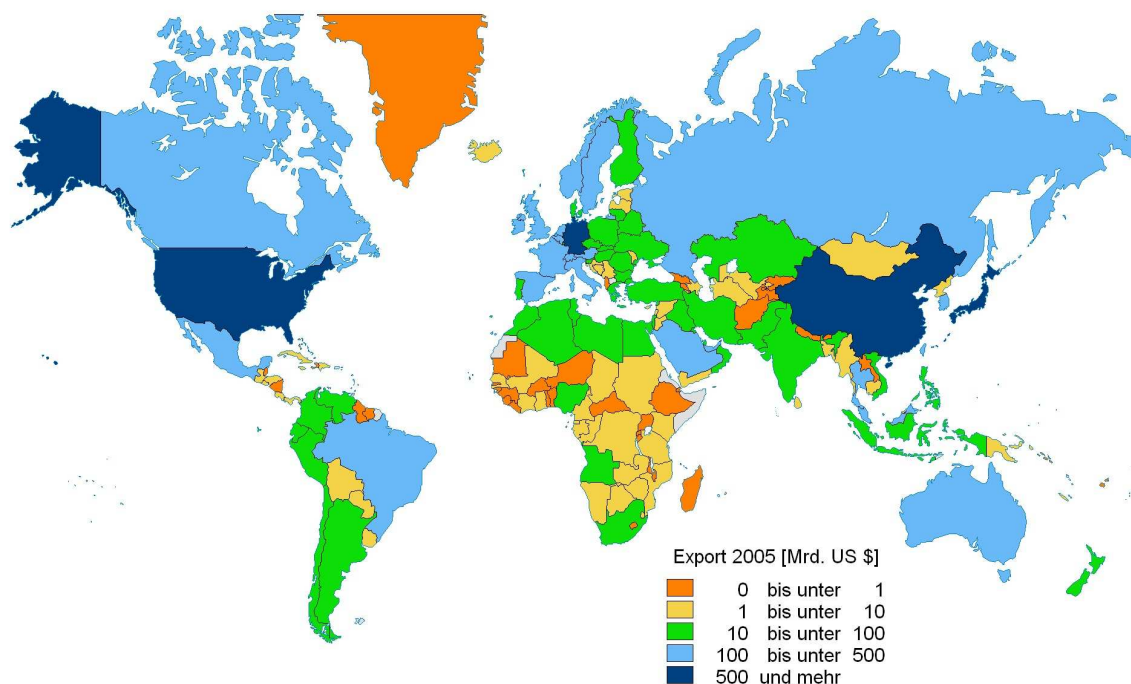 Export 2005 [Mrd. US $]
0 bis unter 1
1 bis unter 10
10 bis unter 100
100 bis unter 500
500 und mehr